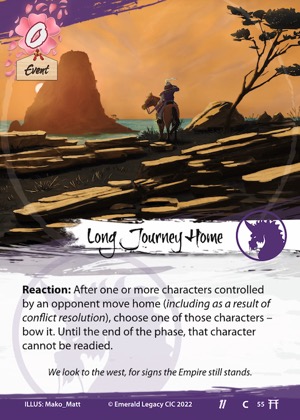 0
Event
Long Journey Home
Reaction: After one or more characters controlled
by an opponent move home (including as a result of
conflict resolution), choose one of those characters –
bow it. Until the end of the phase, that character
cannot be readied.
We look to the west, for signs the Empire still stands.
ILLUS: Mako_Matt © Emerald Legacy CIC 2022 C 55